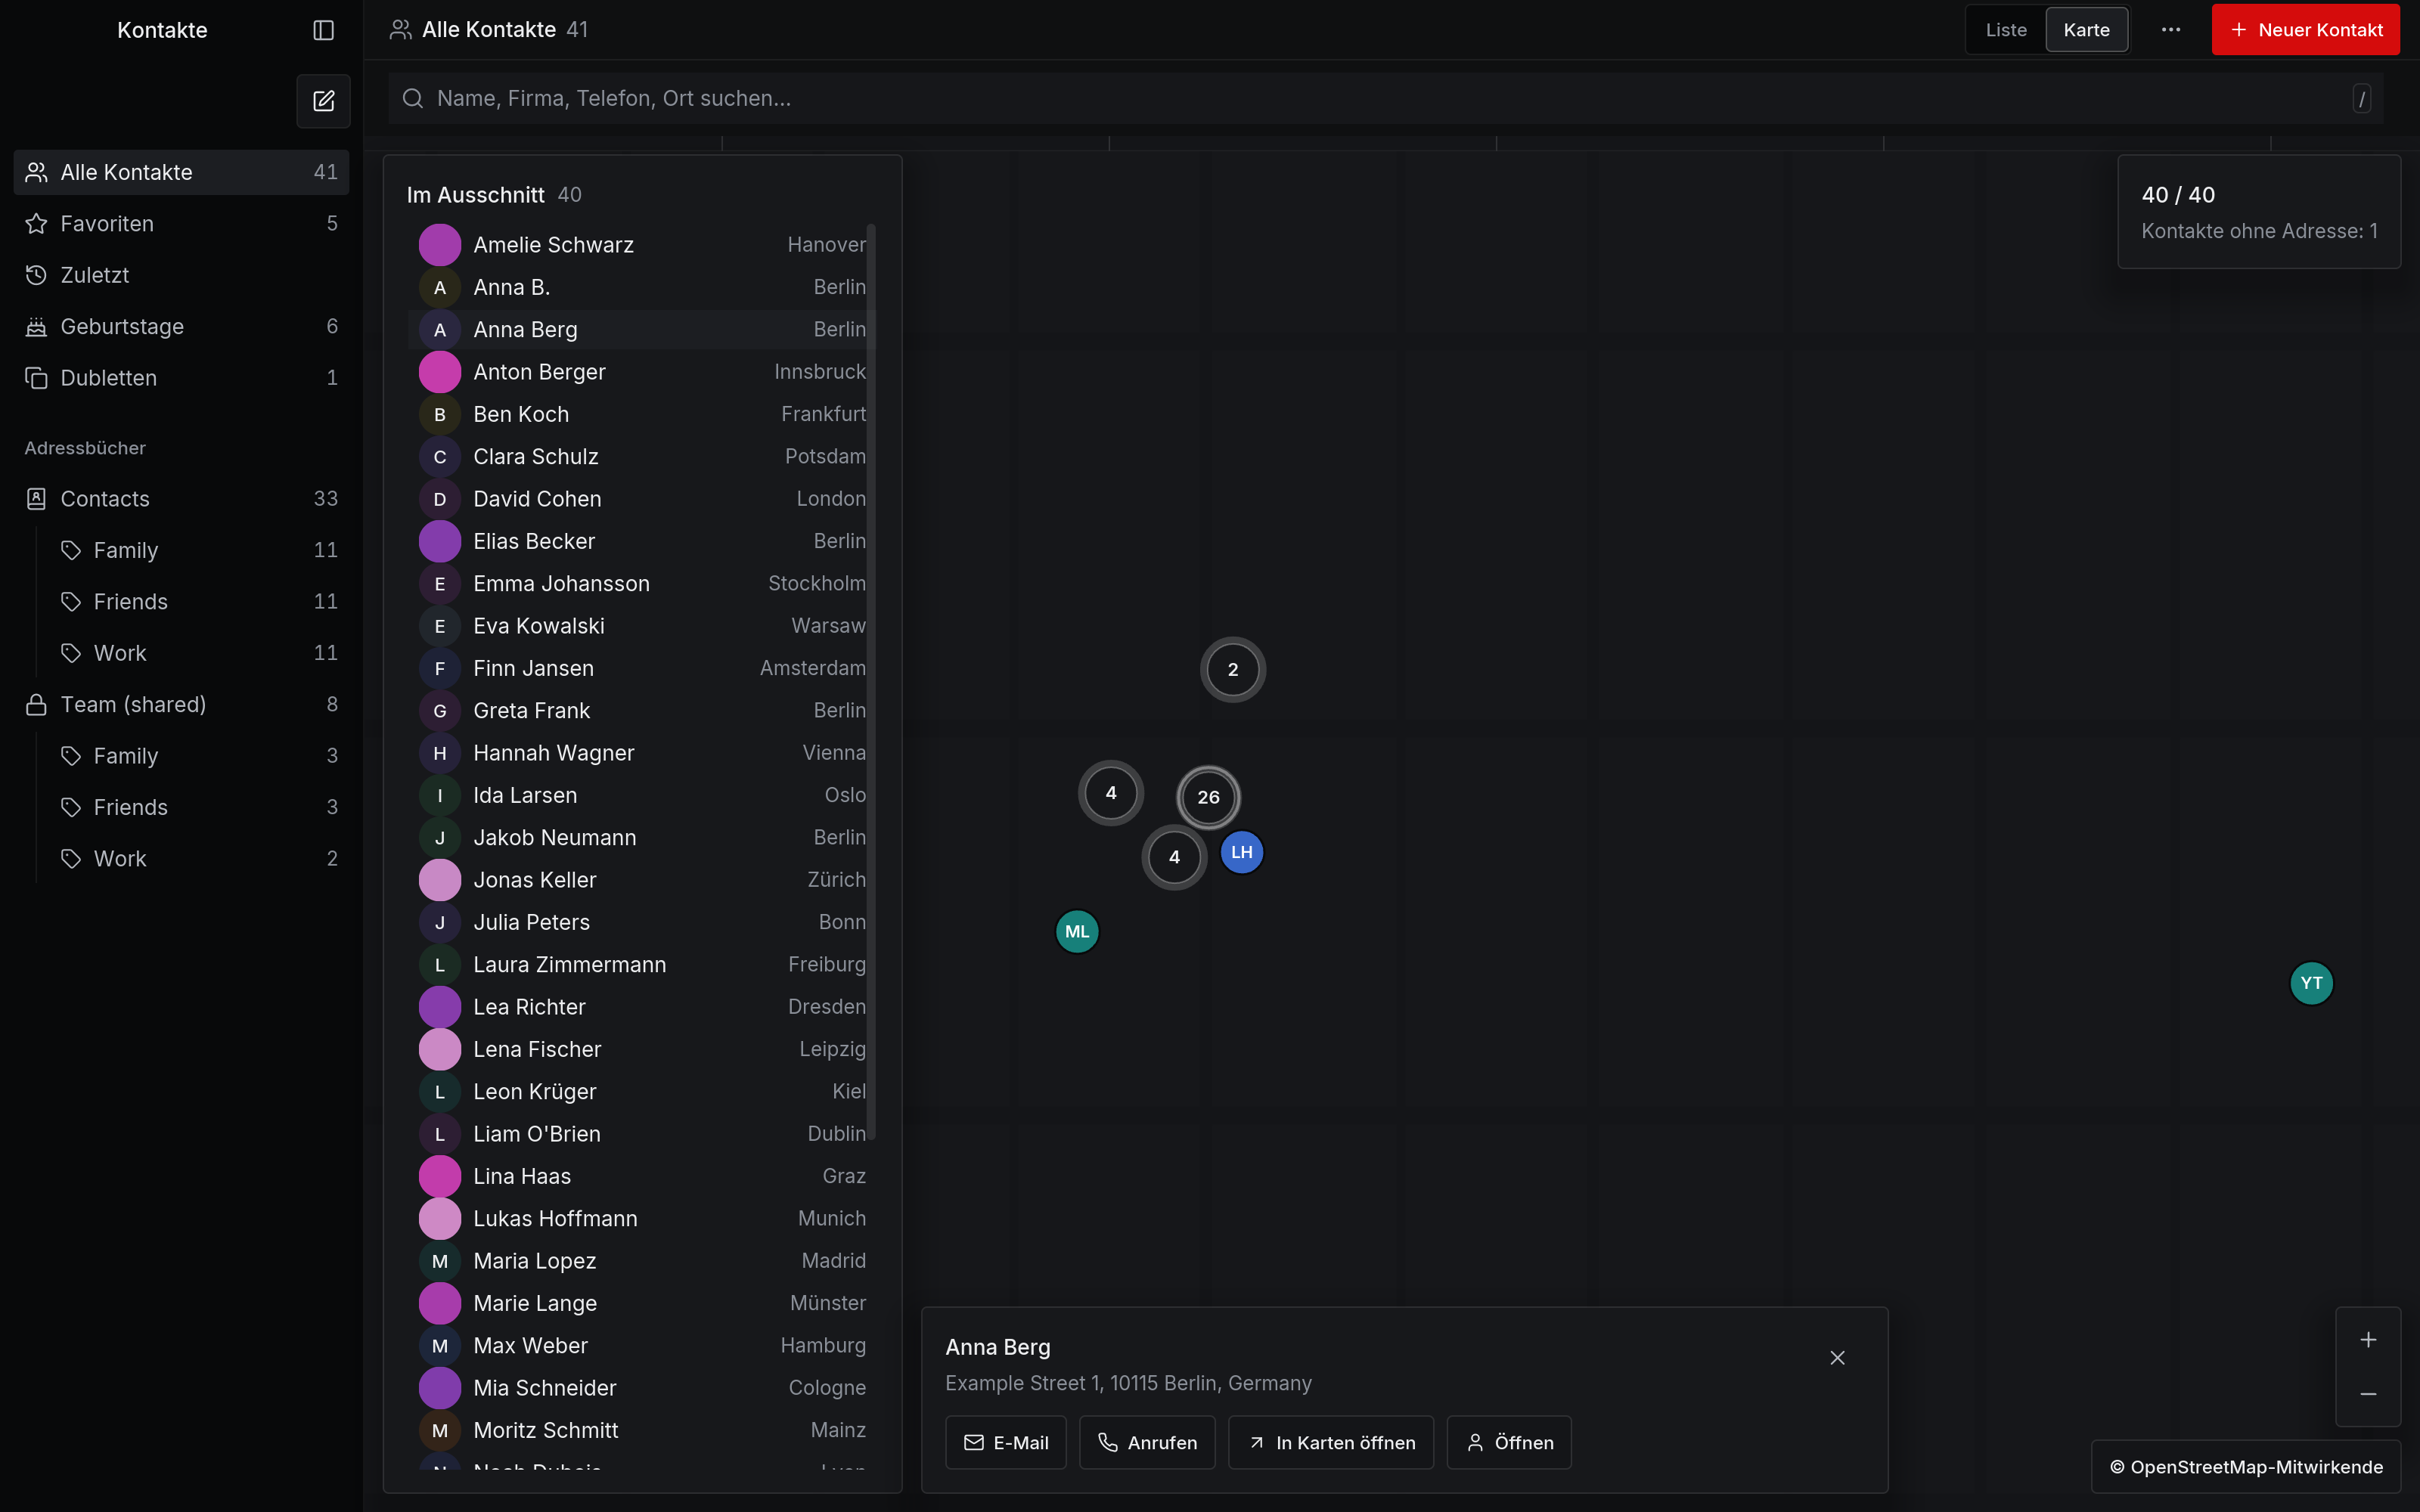 Kontakte
Alle Kontakte 41
Favoriten 5
Zuletzt
Geburtstage 6
Dubletten 1
Adressbücher
Contacts 33
Family 11
Friends 11
Work 11
Team (shared) 8
Family 3
Friends 3
Work 2
Alle Kontakte 41
Liste Karte
Neuer Kontakt
Name, Firma, Telefon, Ort suchen... /
Im Ausschnitt 40
Amelie Schwarz Hanover
A Anna B. Berlin
A Anna Berg Berlin
Anton Berger Innsbruck
B Ben Koch Frankfurt
C Clara Schulz Potsdam
D David Cohen London
Elias Becker Berlin
E Emma Johansson Stockholm
E Eva Kowalski Warsaw
F Finn Jansen Amsterdam
G Greta Frank Berlin
H Hannah Wagner Vienna
I Ida Larsen Oslo
J Jakob Neumann Berlin
Jonas Keller Zürich
J Julia Peters Bonn
L Laura Zimmermann Freiburg
Lea Richter Dresden
Lena Fischer Leipzig
L Leon Krüger Kiel
L Liam O'Brien Dublin
Lina Haas Graz
Lukas Hoffmann Munich
M Maria Lopez Madrid
Marie Lange Münster
M Max Weber Hamburg
Mia Schneider Cologne
M Moritz Schmitt Mainz
40 / 40
Kontakte ohne Adresse: 1
2
4
26
4
LH
ML
YT
Anna Berg
Example Street 1, 10115 Berlin, Germany
E-Mail Anrufen In Karten öffnen Öffnen
© OpenStreetMap-Mitwirkende